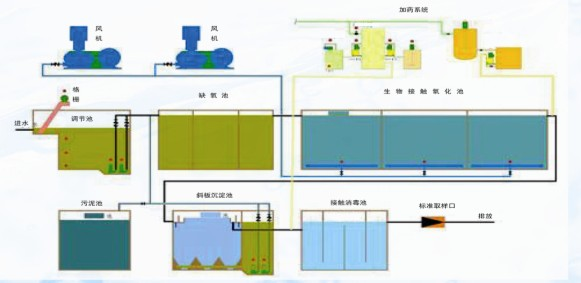 加药系统
风机
风机
格栅
缺氧池
生物接触氧化池
进水
调节池
污泥池
斜板沉淀池
接触消毒池
标准取样口
排放